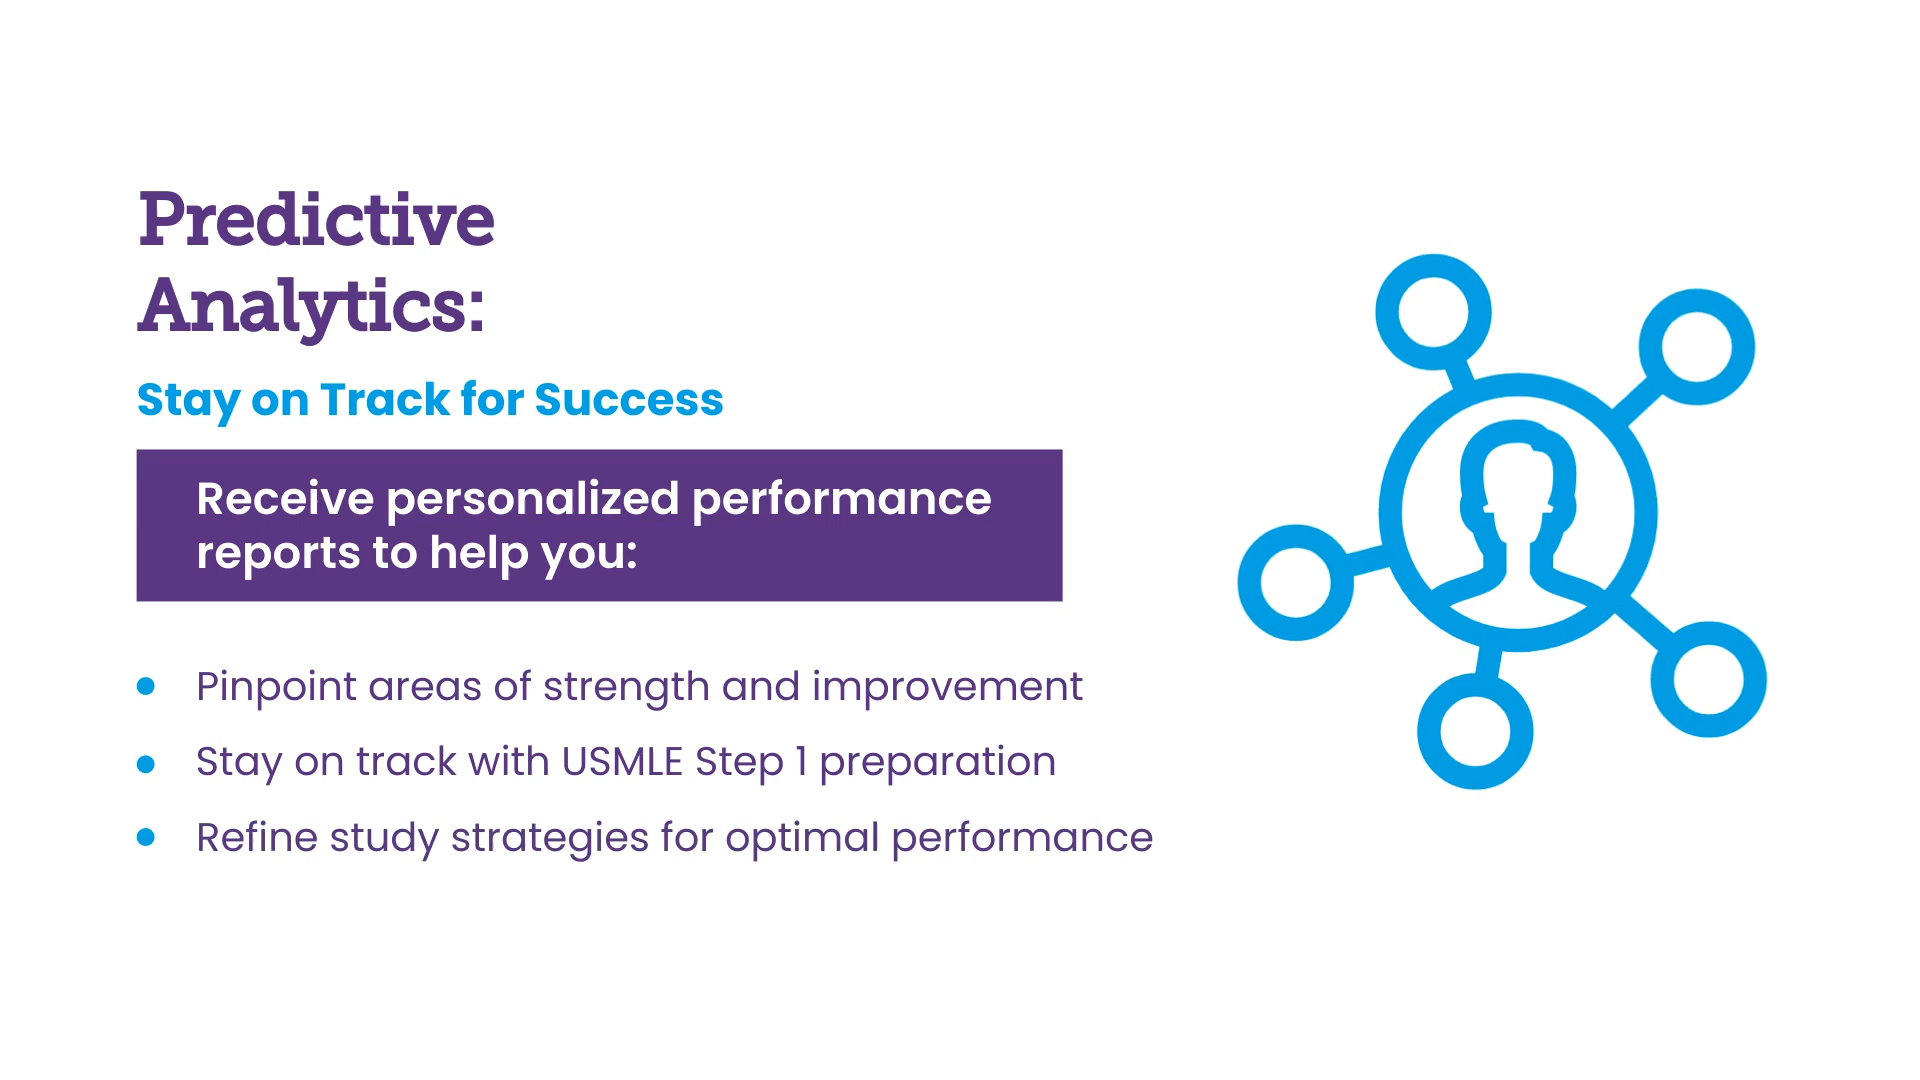 Predictive
Analytics:
Stay on Track for Success
Receive personalized performance
reports to help you:
Pinpoint areas of strength and improvement
Stay on track with USMLE Step 1 preparation
Refine study strategies for optimal performance